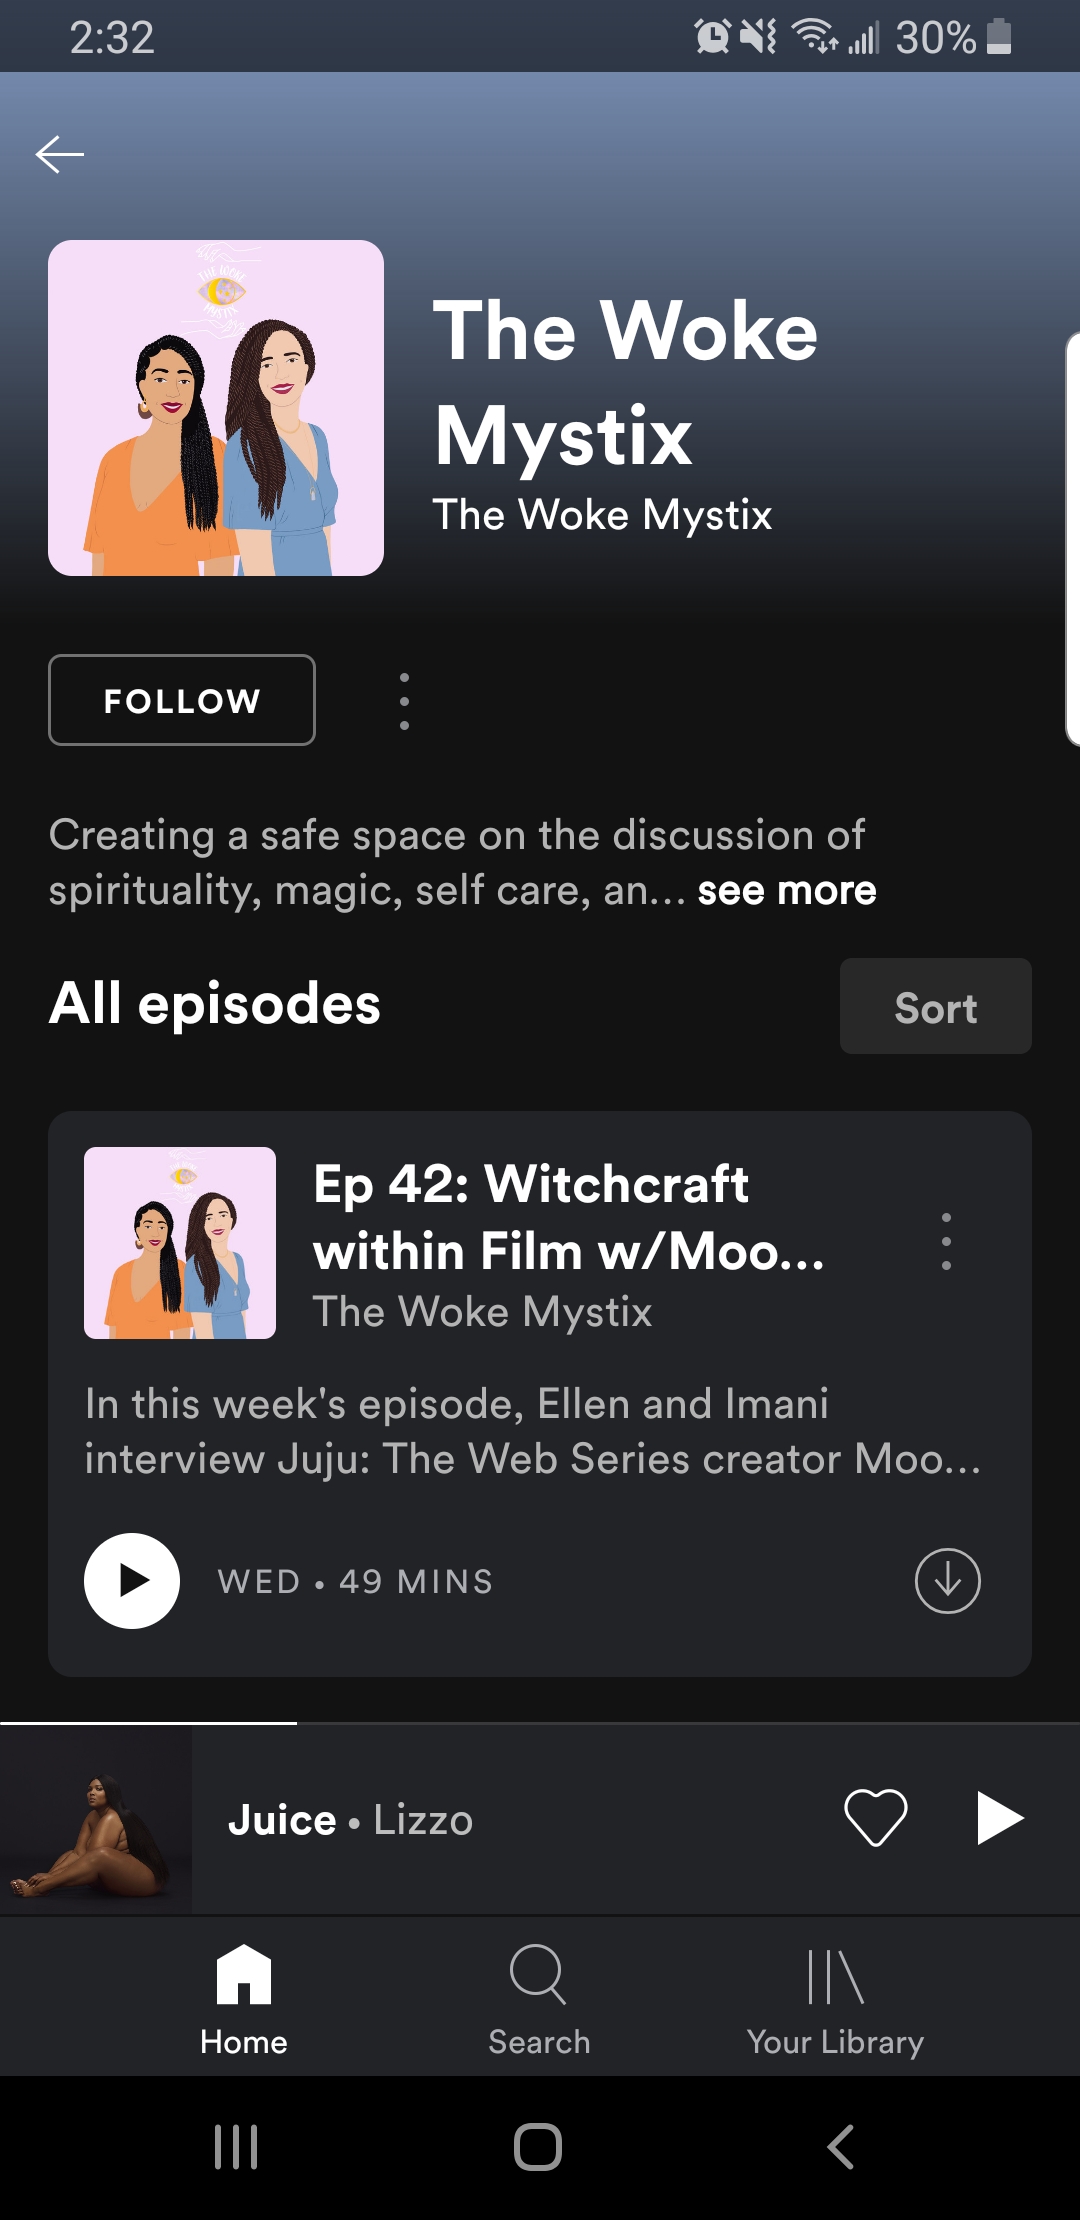 2:32
30%
THE WOKE
MYSTIX
The Woke
Mystix
The Woke Mystix
FOLLOW
Creating a safe space on the discussion of
spirituality, magic, self care, an... see more
All episodes
Sort
Ep 42: Witchcraft
within Film w/Moo...
The Woke Mystix
In this week's episode, Ellen and Imani
interview Juju: The Web Series creator Moo...
WED • 49 MINS
Juice • Lizzo
Home
Search
Your Library